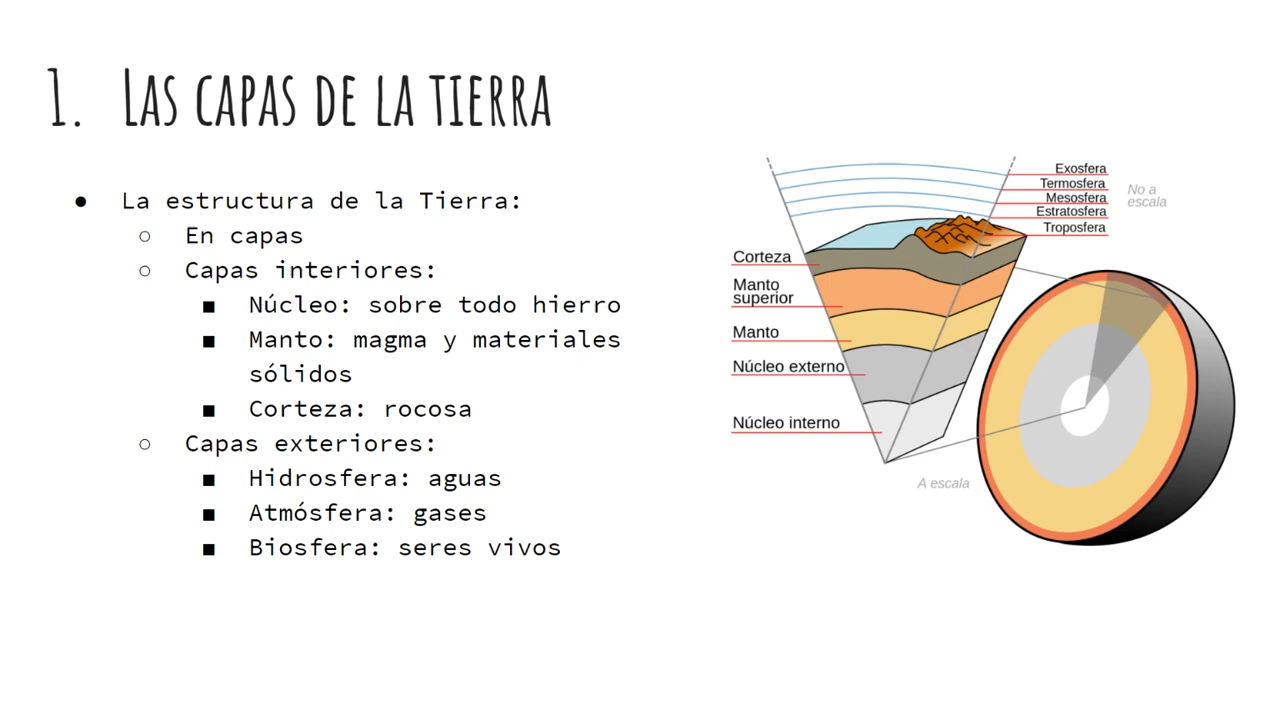 1. Las capas de la tierra
● La estructura de la Tierra:
○ En capas
○ Capas interiores:
■ Núcleo: sobre todo hierro
■ Manto: magma y materiales
sólidos
■ Corteza: rocosa
○ Capas exteriores:
■ Hidrosfera: aguas
■ Atmósfera: gases
■ Biosfera: seres vivos
Exosfera
Termosfera
Mesosfera
Estratosfera
Troposfera
No a
escala
Corteza
Manto
superior
Manto
Núcleo externo
Núcleo interno
A escala